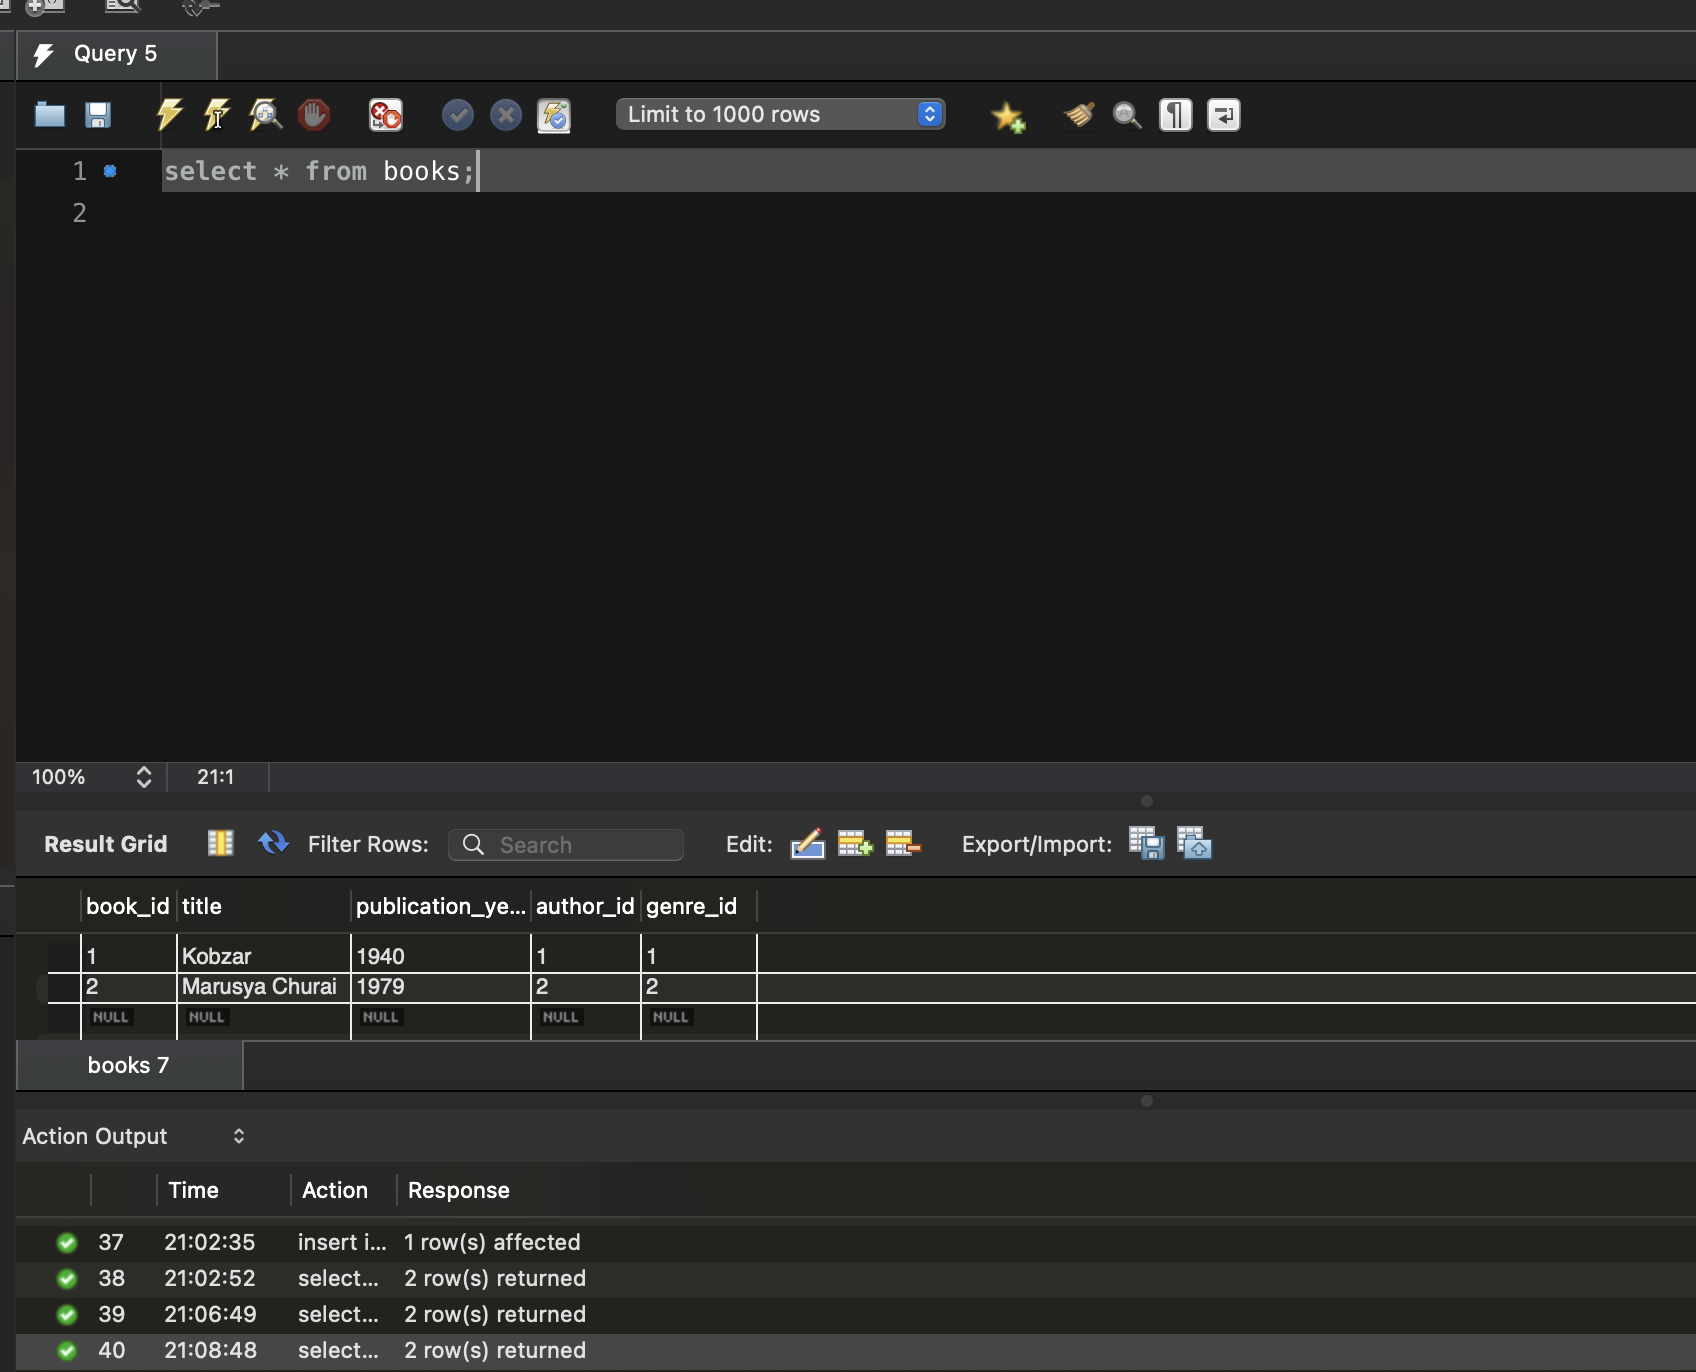 Query 5
Limit to 1000 rows
1 select * from books;
2
100% 21:1
Result Grid Filter Rows: Search Edit: Export/Import:
book_id title publication_ye... author_id genre_id
1 Kobzar 1940 1 1
2 Marusya Churai 1979 2 2
NULL NULL NULL NULL NULL
books 7
Action Output
Time Action Response
37 21:02:35 insert i... 1 row(s) affected
38 21:02:52 select... 2 row(s) returned
39 21:06:49 select... 2 row(s) returned
40 21:08:48 select... 2 row(s) returned